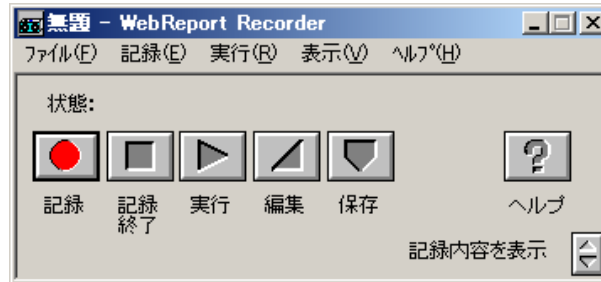 無題 - WebReport Recorder
ファイル(F) 記録(E) 実行(R) 表示(V) ヘルプ(H)
状態:
記録 記録終了 実行 編集 保存 ヘルプ
記録内容を表示